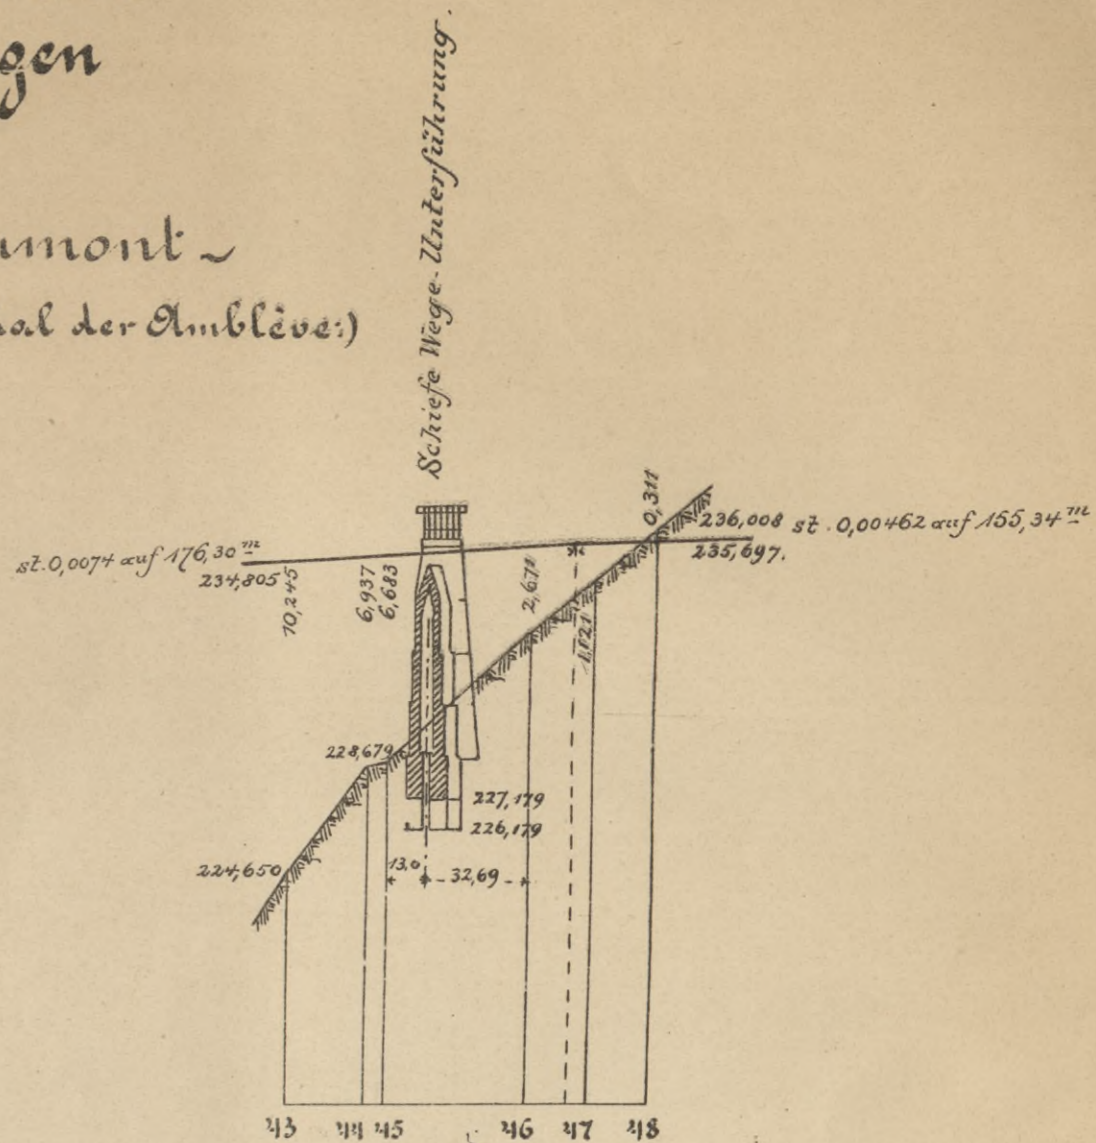 gen
umont
al der Amblève:)
Schiefe Wege-Unterführung.
0,311
236,008 st. 0,00462 auf 155,34 m
235,697.
st. 0,0074 auf 176,30 m
234,805
10,245
6,937
6,683
2,671
228,679
227,179
226,179
224,650
13.0
32,69
43 44 45 46 47 48